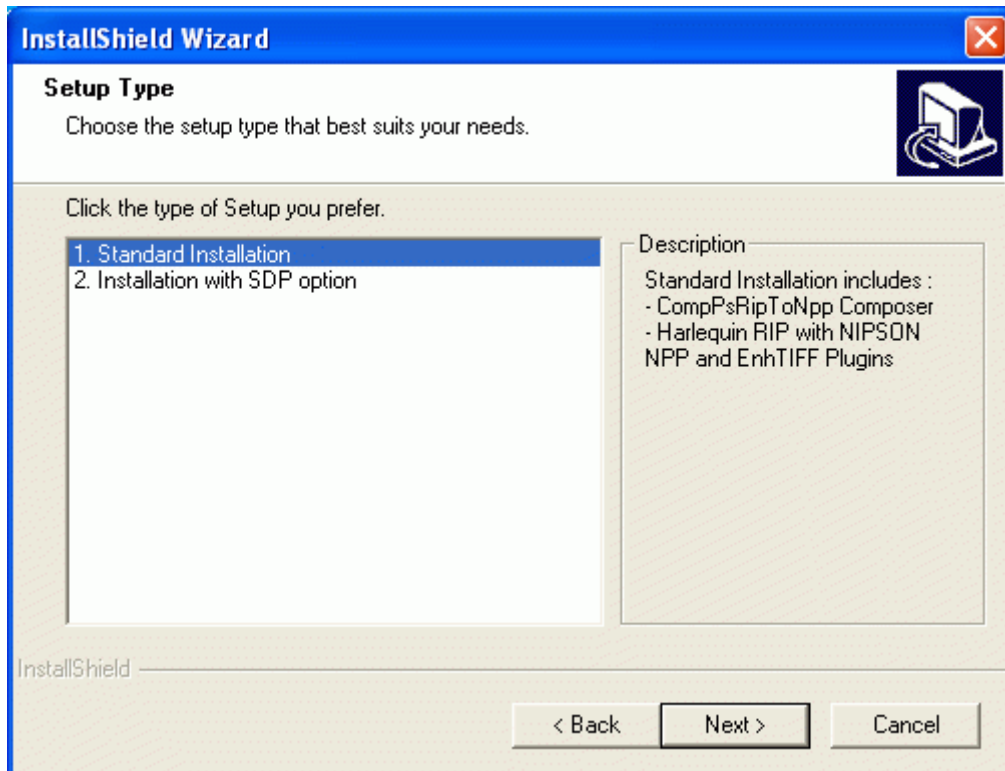 InstallShield Wizard
Setup Type
Choose the setup type that best suits your needs.
Click the type of Setup you prefer.
1. Standard Installation
2. Installation with SDP option
Description
Standard Installation includes :
- CompPsRipToNpp Composer
- Harlequin RIP with NIPSON
NPP and EnhTIFF Plugins
InstallShield
< Back
Next >
Cancel